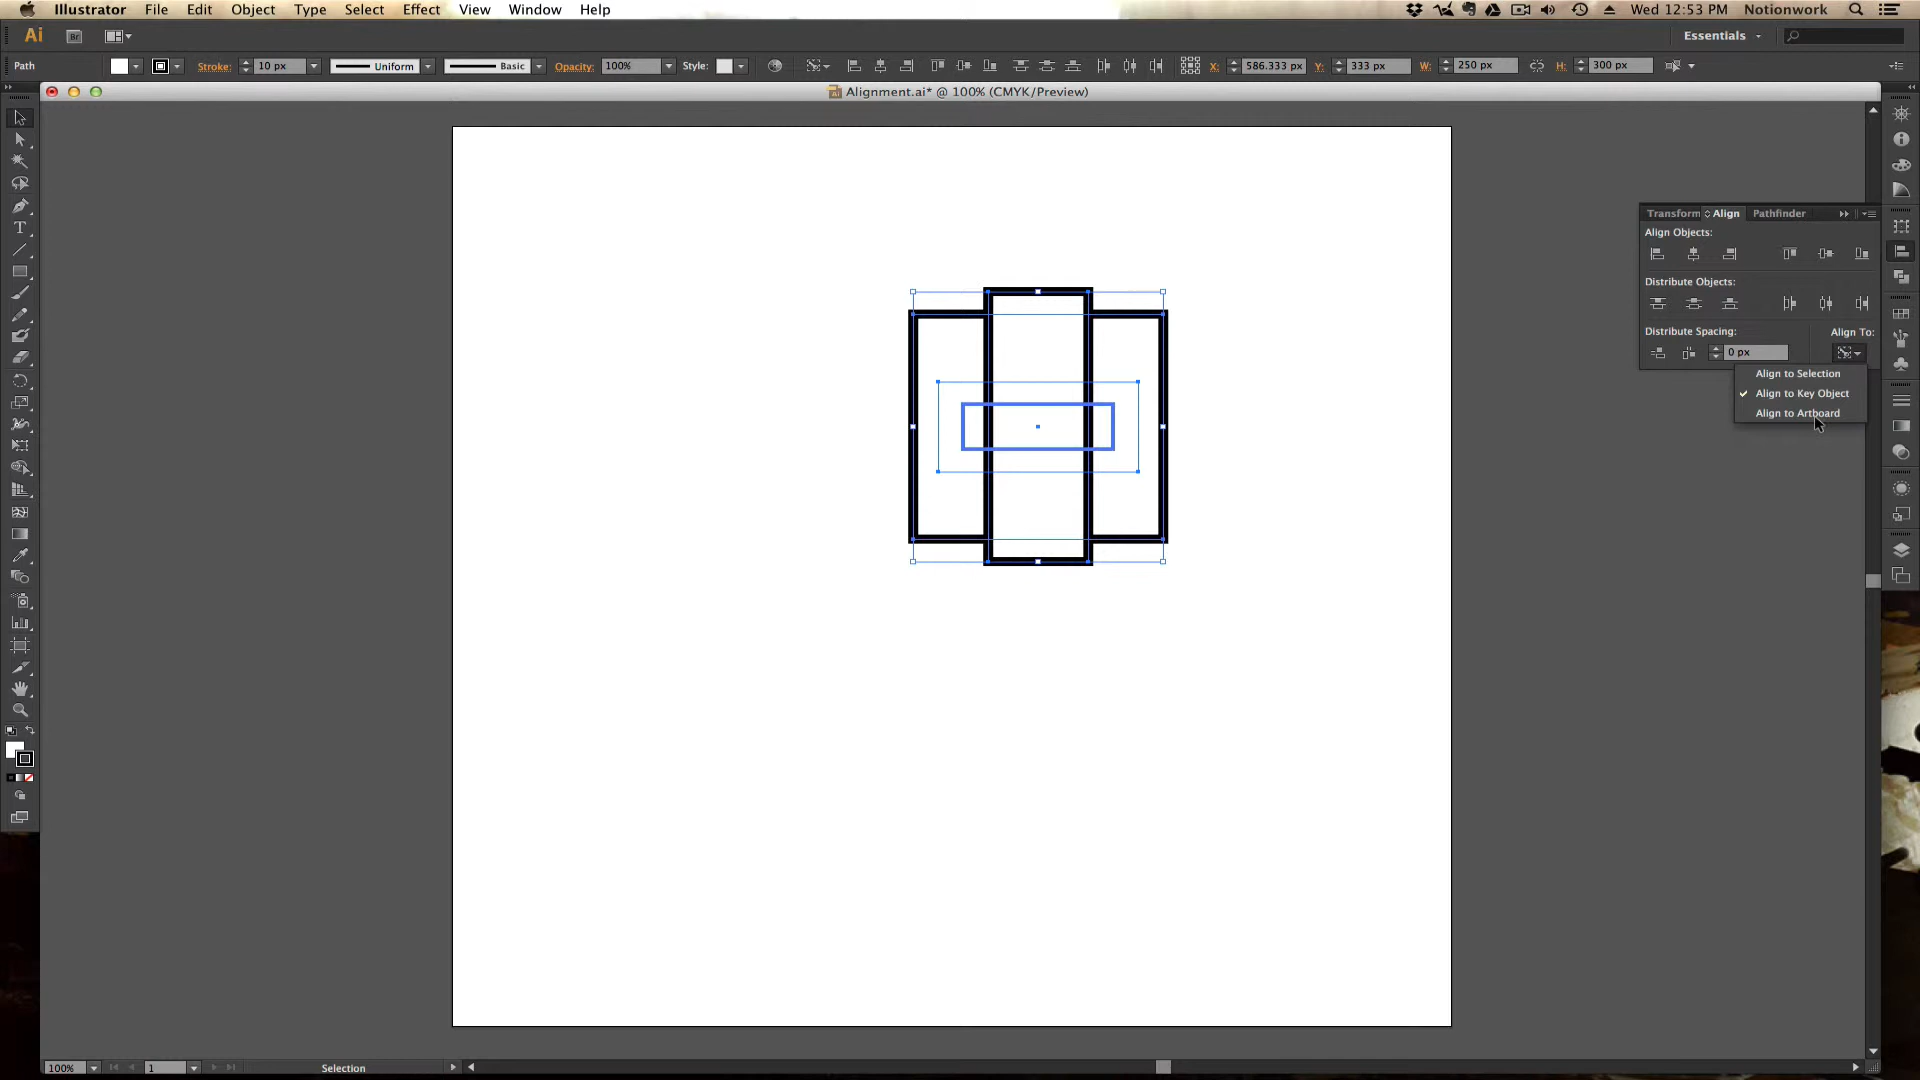 Illustrator File Edit Object Type Select Effect View Window Help Wed 12:53 PM Notionwork
Ai Br Essentials
Path Stroke: 10 px Uniform Basic Opacity: 100% Style: X: 586.333 px Y: 333 px W: 250 px H: 300 px
Alignment.ai* @ 100% (CMYK/Preview)
Transform Align Pathfinder
Align Objects:
Distribute Objects:
Distribute Spacing: Align To:
0 px
Align to Selection
Align to Key Object
Align to Artboard
100% 1 Selection